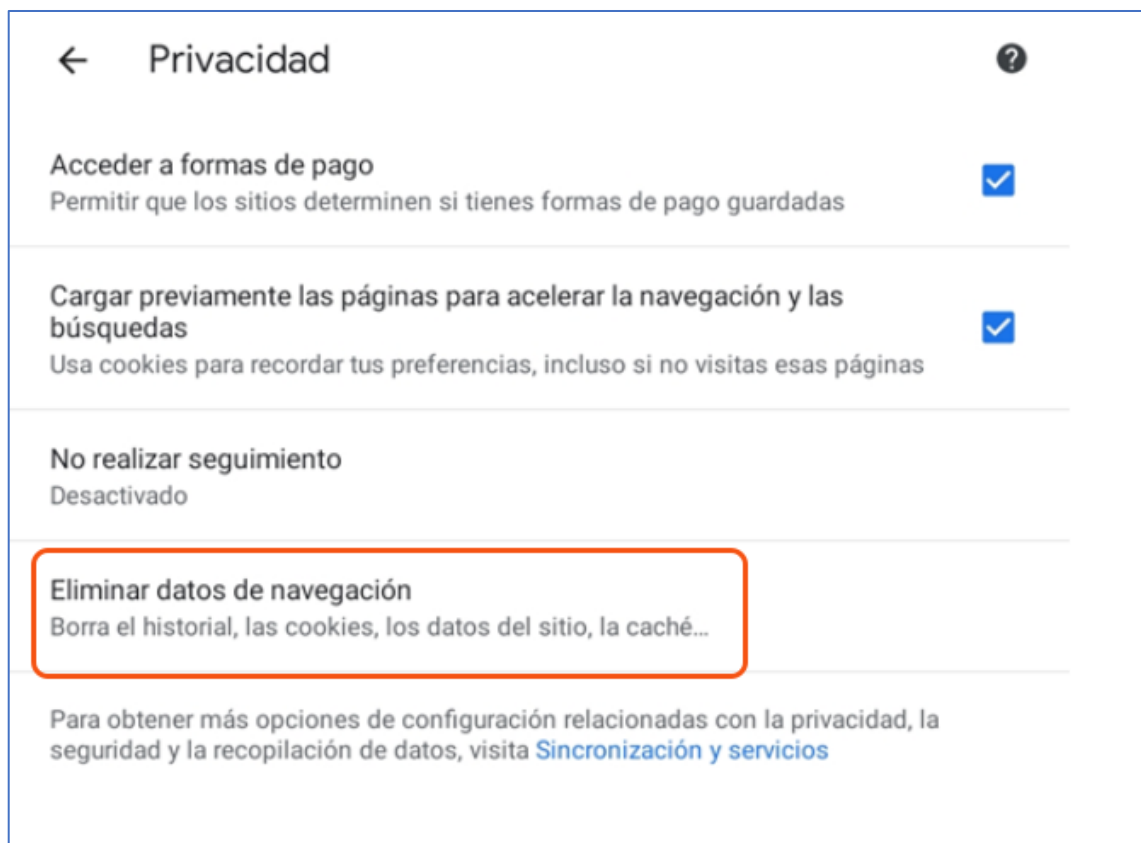 Privacidad
Acceder a formas de pago
Permitir que los sitios determinen si tienes formas de pago guardadas
Cargar previamente las páginas para acelerar la navegación y las
búsquedas
Usa cookies para recordar tus preferencias, incluso si no visitas esas páginas
No realizar seguimiento
Desactivado
Eliminar datos de navegación
Borra el historial, las cookies, los datos del sitio, la caché…
Para obtener más opciones de configuración relacionadas con la privacidad, la
seguridad y la recopilación de datos, visita Sincronización y servicios